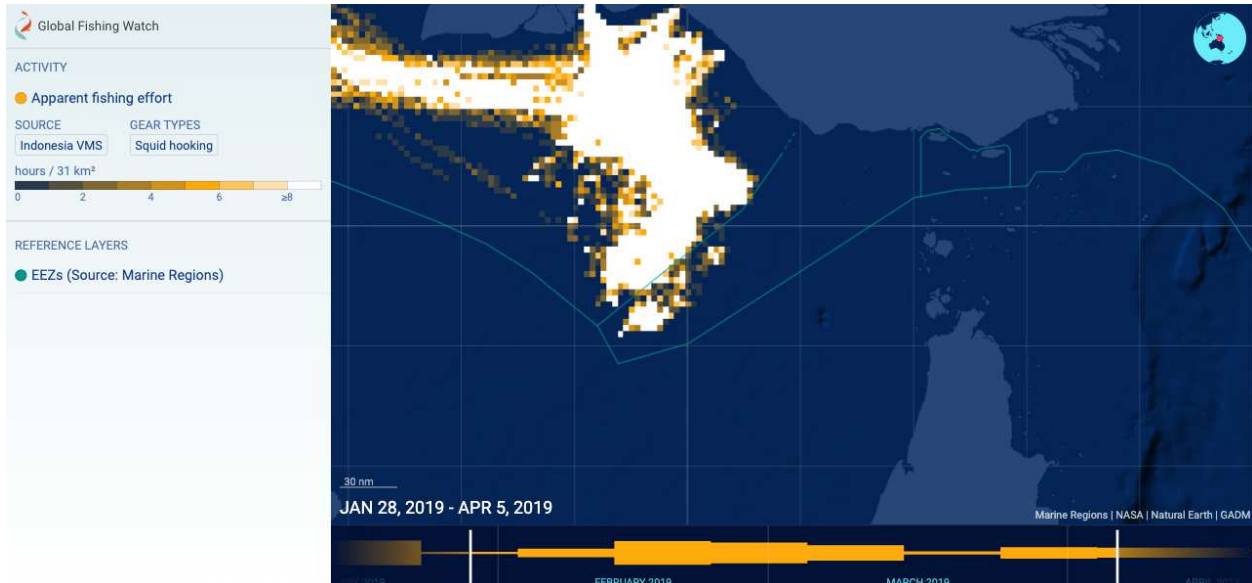 Global Fishing Watch
ACTIVITY
Apparent fishing effort
SOURCE GEAR TYPES
Indonesia VMS Squid hooking
hours / 31 km²
0 2 4 6 ≥8
REFERENCE LAYERS
EEZs (Source: Marine Regions)
30 nm
JAN 28, 2019 - APR 5, 2019
Marine Regions | NASA | Natural Earth | GADM
2019 FEBRUARY 2019 MARCH 2019 APRIL